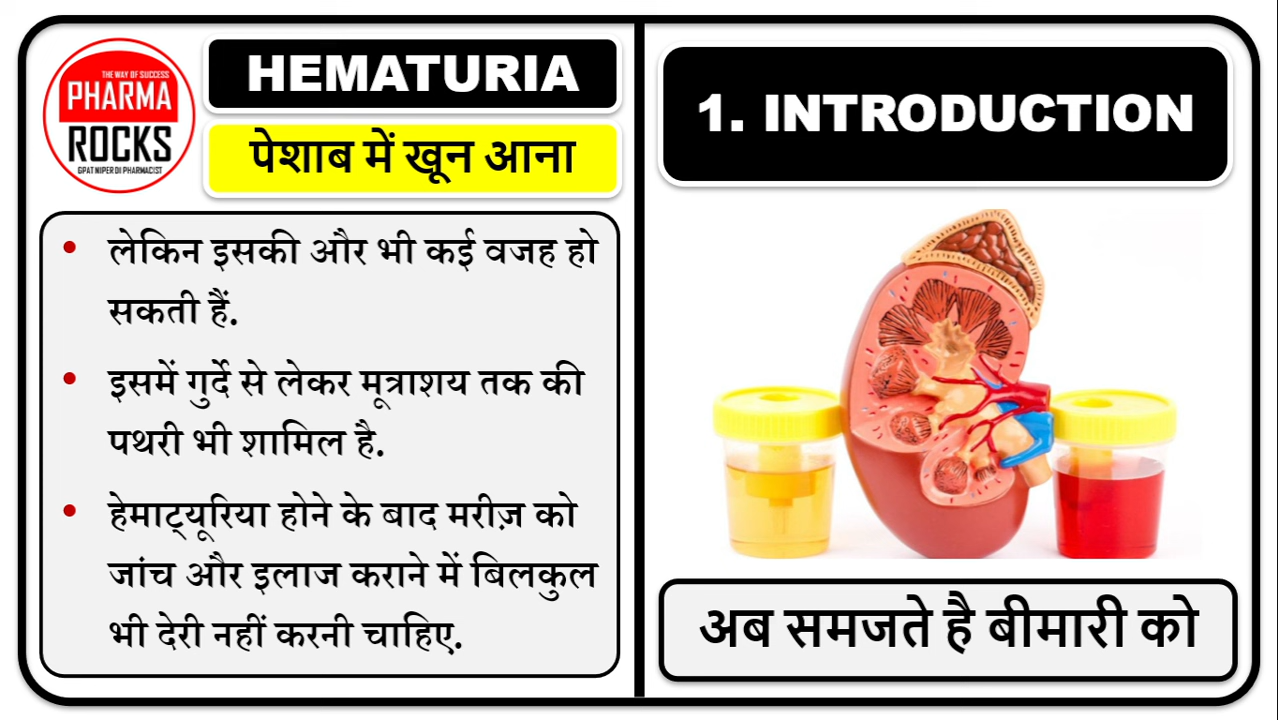 THE WAY OF SUCCESS
PHARMA
ROCKS
GPAT NIPER DI PHARMACIST
HEMATURIA
पेशाब में खून आना
• लेकिन इसकी और भी कई वजह हो
सकती हैं.
• इसमें गुर्दे से लेकर मूत्राशय तक की
पथरी भी शामिल है.
• हेमाट्यूरिया होने के बाद मरीज़ को
जांच और इलाज कराने में बिलकुल
भी देरी नहीं करनी चाहिए.
1. INTRODUCTION
अब समजते है बीमारी को